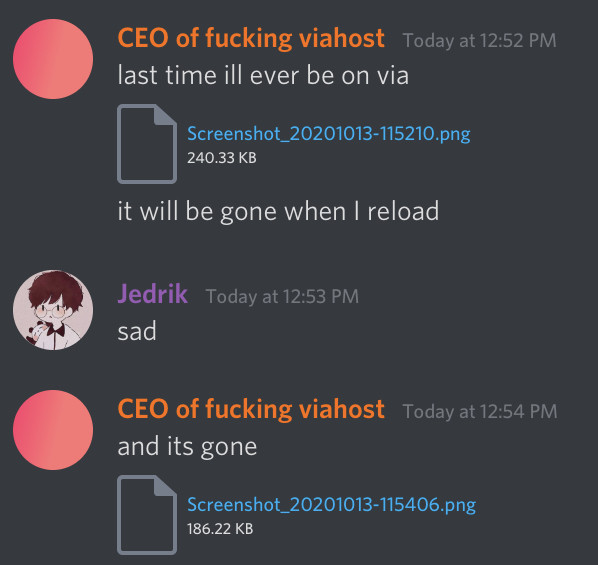 CEO of fucking viahost Today at 12:52 PM
last time ill ever be on via
Screenshot_20201013-115210.png
240.33 KB
it will be gone when I reload
Jedrik Today at 12:53 PM
sad
CEO of fucking viahost Today at 12:54 PM
and its gone
Screenshot_20201013-115406.png
186.22 KB